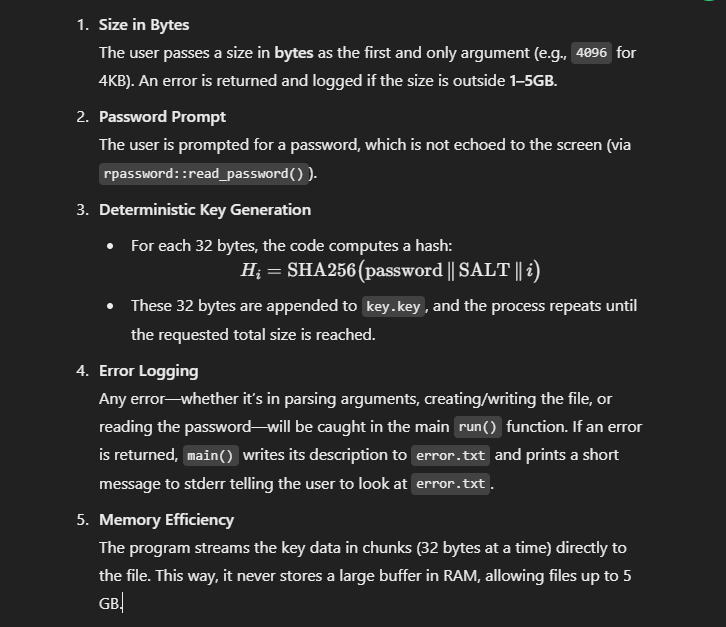 1. Size in Bytes
The user passes a size in bytes as the first and only argument (e.g., 4096 for
4KB). An error is returned and logged if the size is outside 1–5GB.
2. Password Prompt
The user is prompted for a password, which is not echoed to the screen (via
rpassword::read_password() ).
3. Deterministic Key Generation
• For each 32 bytes, the code computes a hash:
H_i = SHA256(password ∥ SALT ∥ i)
• These 32 bytes are appended to key.key , and the process repeats until
the requested total size is reached.
4. Error Logging
Any error—whether it's in parsing arguments, creating/writing the file, or
reading the password—will be caught in the main run() function. If an error
is returned, main() writes its description to error.txt and prints a short
message to stderr telling the user to look at error.txt .
5. Memory Efficiency
The program streams the key data in chunks (32 bytes at a time) directly to
the file. This way, it never stores a large buffer in RAM, allowing files up to 5
GB.